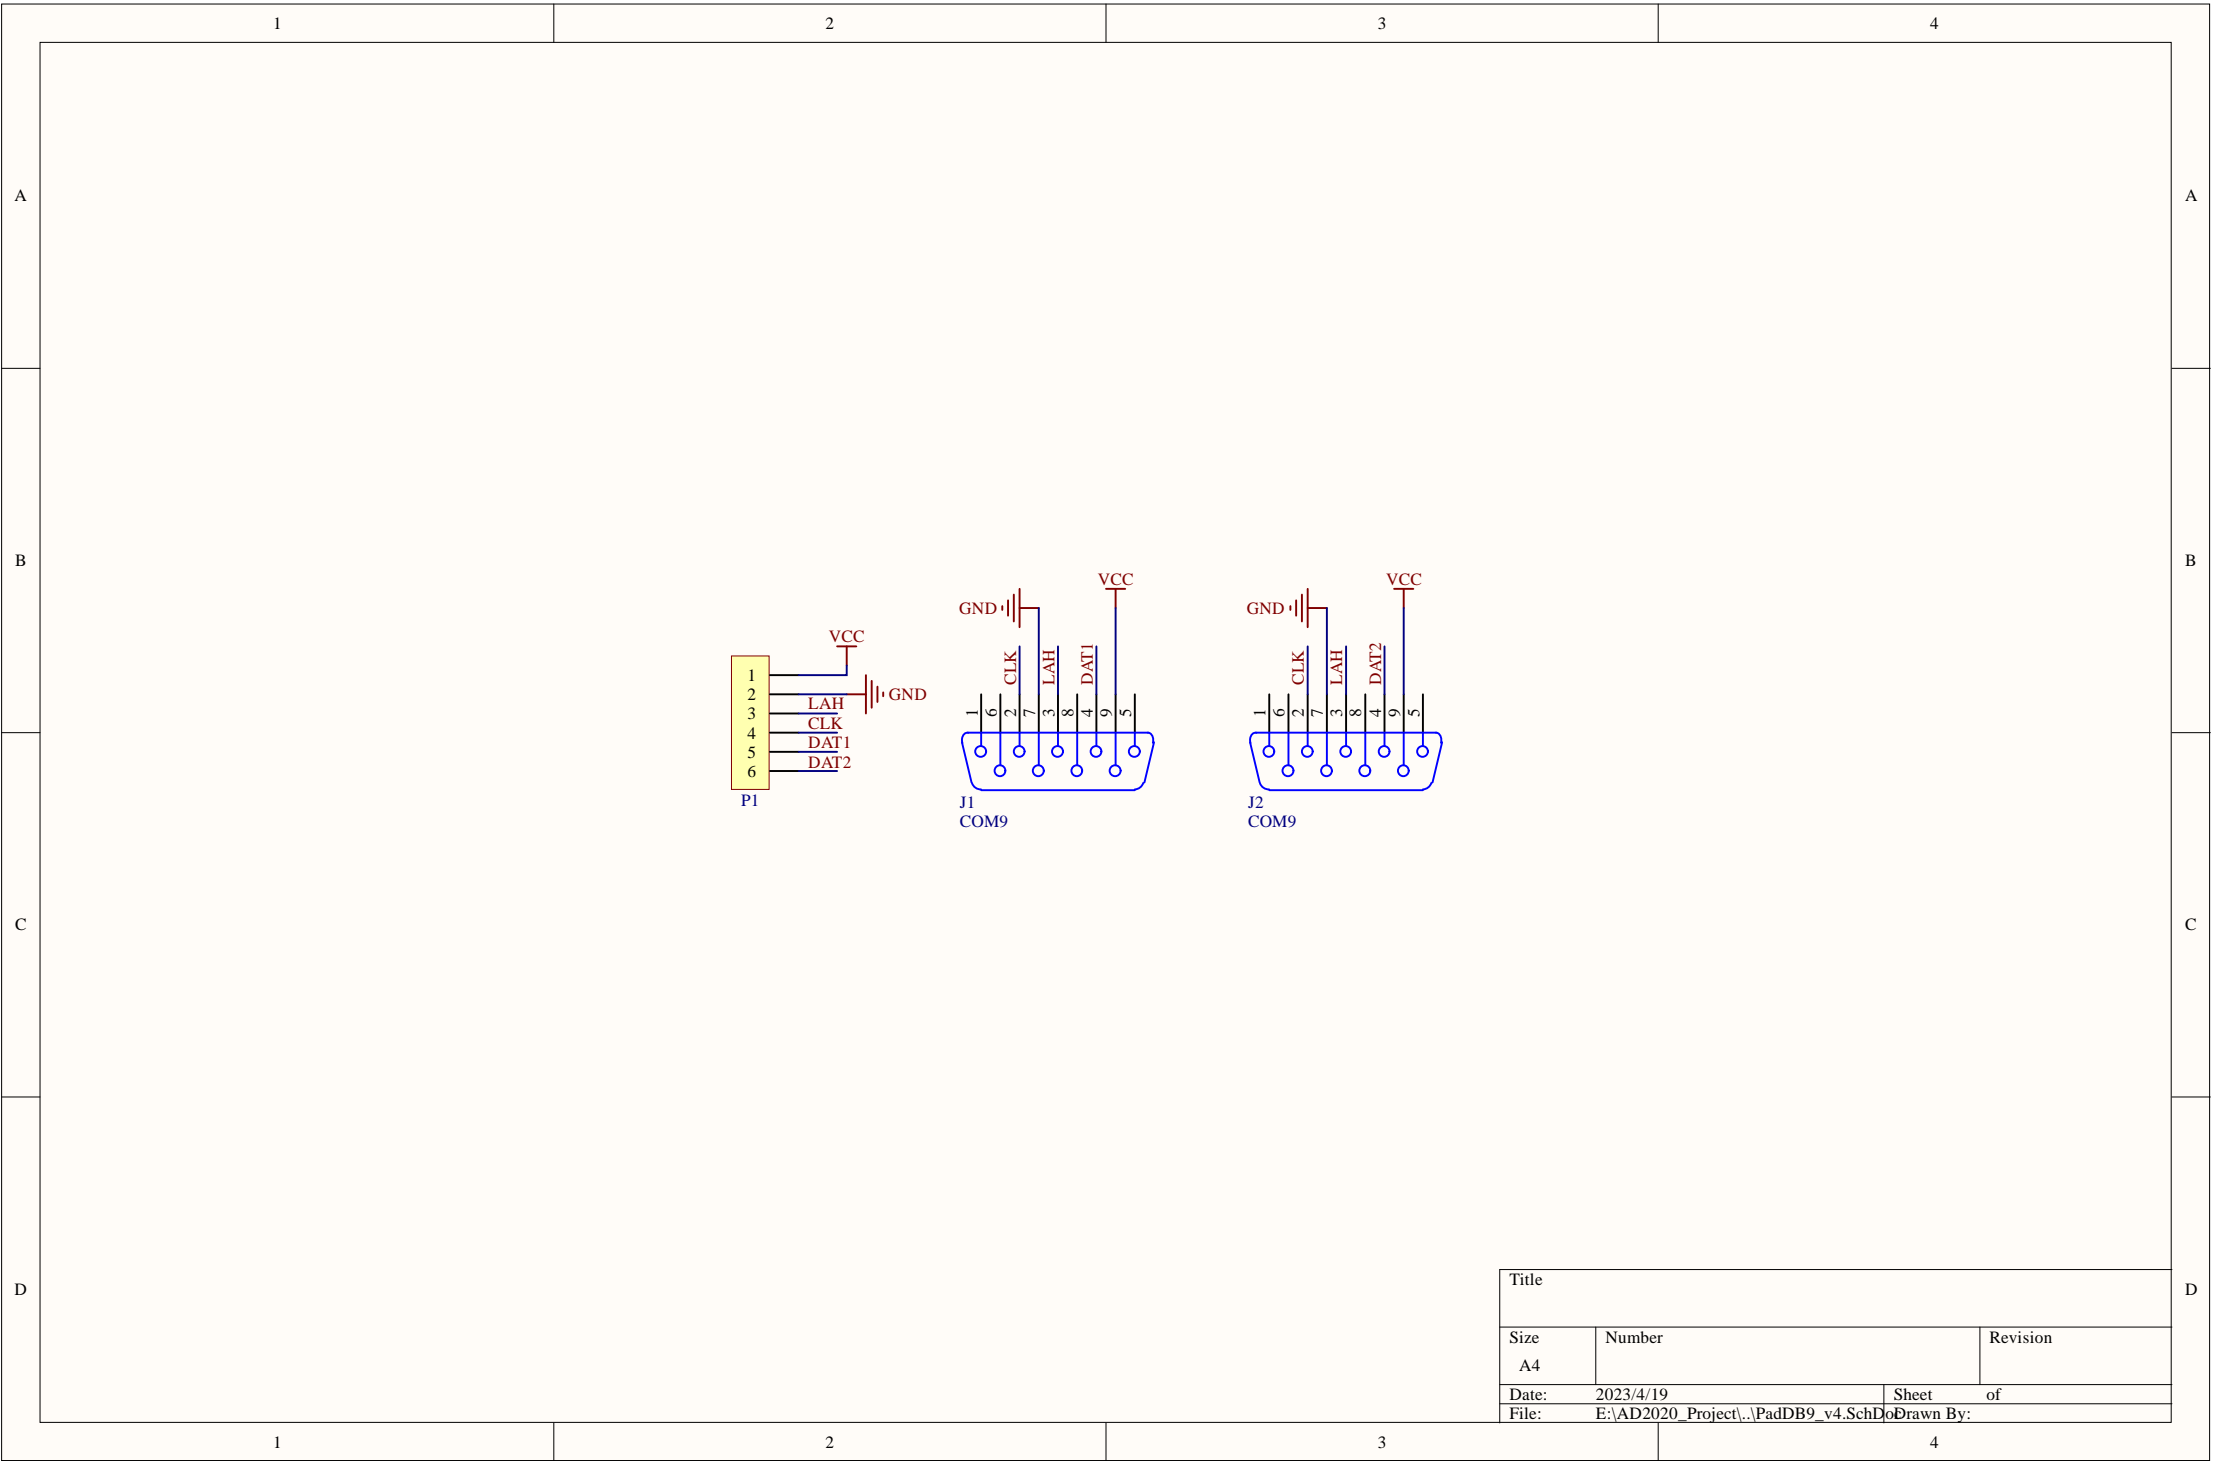 1 2 3 4
A A
B B
C C
D D
VCC
GND
LAH
CLK
DAT1
DAT2
1
2
3
4
5
6
P1
VCC
GND
CLK
LAH
DAT1
1 6 2 7 3 8 4 9 5
J1
COM9
VCC
GND
CLK
LAH
DAT2
1 6 2 7 3 8 4 9 5
J2
COM9
Title
Size Number Revision
A4
Date: 2023/4/19 Sheet of
File: E:\AD2020_Project\..\PadDB9_v4.SchDoc Drawn By:
1 2 3 4